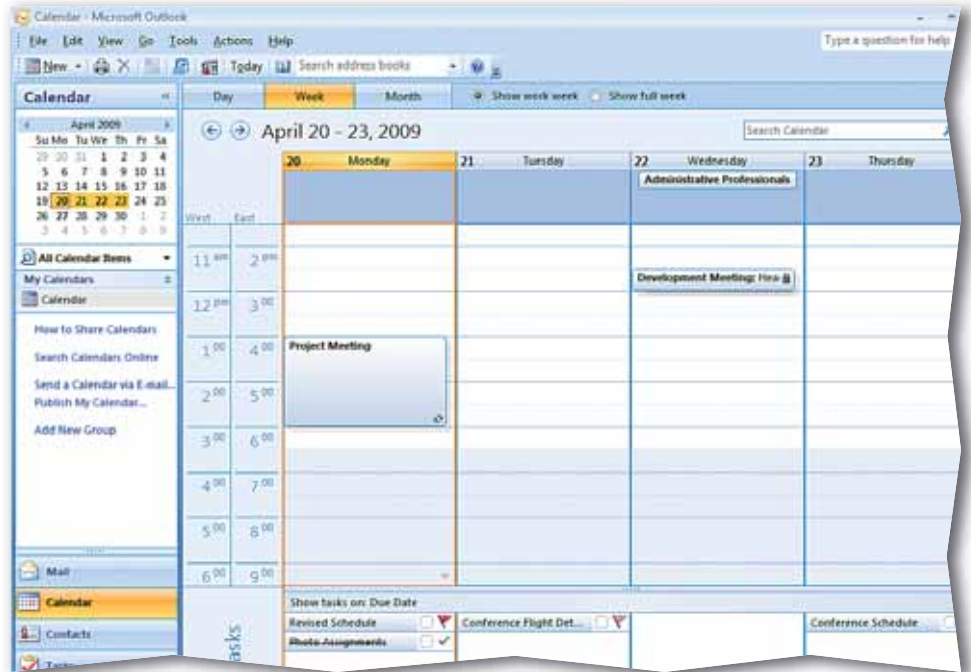 Calendar - Microsoft Outlook
File Edit View Go Tools Actions Help
Type a question for help
New Today Search address books
Calendar «
Day Week Month Show work week Show full week
April 2009
Su Mo Tu We Th Fr Sa
29 30 31 1 2 3 4
5 6 7 8 9 10 11
12 13 14 15 16 17 18
19 20 21 22 23 24 25
26 27 28 29 30 1 2
3 4 5 6 7 8 9
April 20 - 23, 2009
Search Calendar
20 Monday 21 Tuesday 22 Wednesday 23 Thursday
Administrative Professionals
West East
All Calendar Items
My Calendars
Calendar
How to Share Calendars
Search Calendars Online
Send a Calendar via E-mail...
Publish My Calendar...
Add New Group
11 am 2 pm
Development Meeting; Hea
12 pm 3 00
1 00 4 00 Project Meeting
2 00 5 00
3 00 6 00
4 00 7 00
5 00 8 00
6 00 9 00
Mail
Calendar
Contacts
Tasks
Show tasks on: Due Date
Revised Schedule Conference Flight Det... Conference Schedule
Photo Assignments
asks